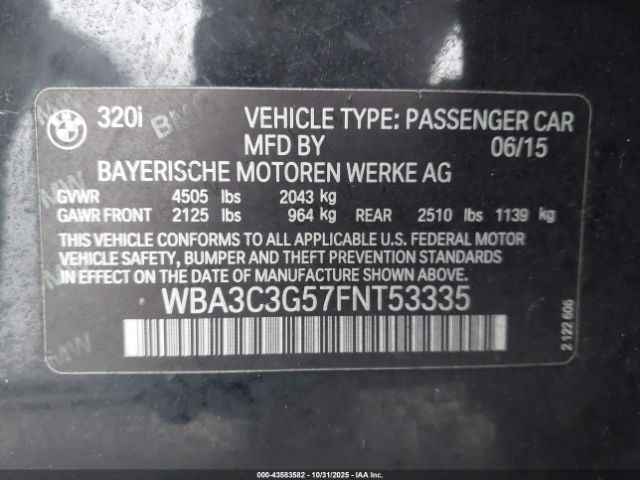 320i VEHICLE TYPE: PASSENGER CAR
MFD BY 06/15
BAYERISCHE MOTOREN WERKE AG
GVWR 4505 lbs 2043 kg
GAWR FRONT 2125 lbs 964 kg REAR 2510 lbs 1139 kg
THIS VEHICLE CONFORMS TO ALL APPLICABLE U.S. FEDERAL MOTOR
VEHICLE SAFETY, BUMPER AND THEFT PREVENTION STANDARDS
IN EFFECT ON THE DATE OF MANUFACTURE SHOWN ABOVE.
WBA3C3G57FNT53335
2 122 606
BMW
000-43583582 - 10/31/2025 - IAA Inc. Copyright